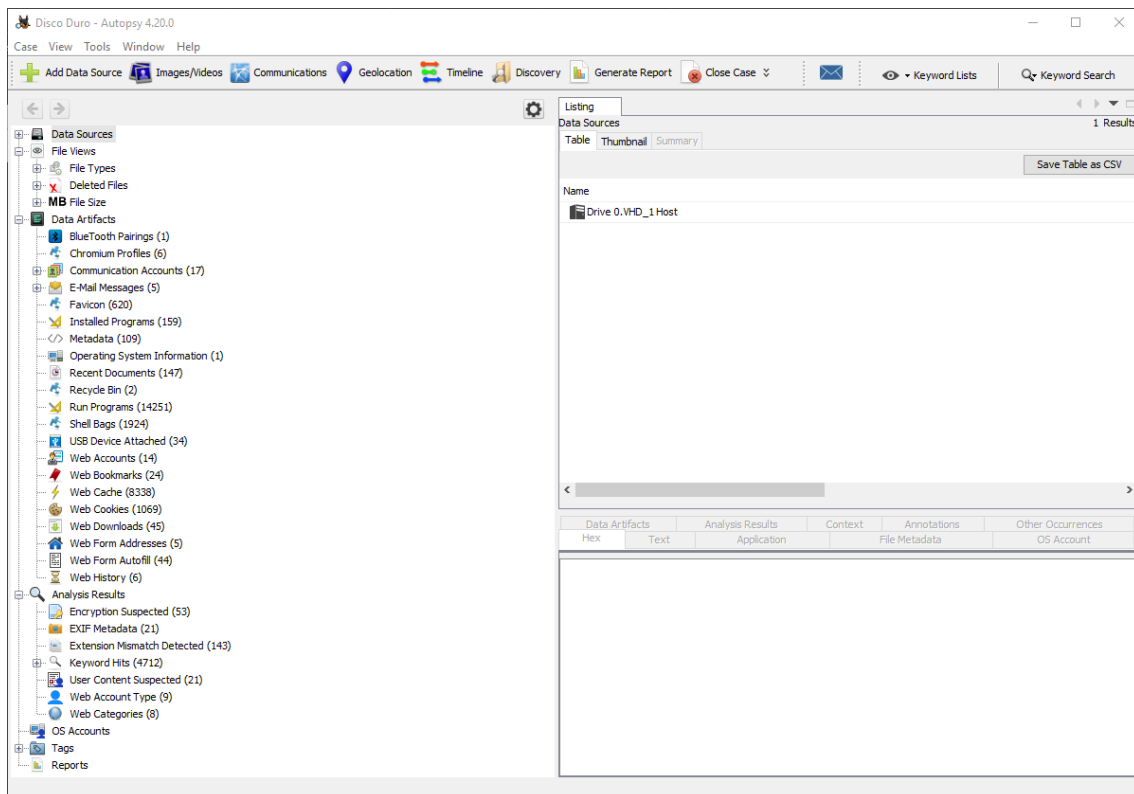 Disco Duro - Autopsy 4.20.0
Case View Tools Window Help
Add Data Source Images/Videos Communications Geolocation Timeline Discovery Generate Report Close Case Keyword Lists Keyword Search
Data Sources
File Views
File Types
Deleted Files
MB File Size
Data Artifacts
BlueTooth Pairings (1)
Chromium Profiles (6)
Communication Accounts (17)
E-Mail Messages (5)
Favicon (620)
Installed Programs (159)
Metadata (109)
Operating System Information (1)
Recent Documents (147)
Recycle Bin (2)
Run Programs (14251)
Shell Bags (1924)
USB Device Attached (34)
Web Accounts (14)
Web Bookmarks (24)
Web Cache (8338)
Web Cookies (1069)
Web Downloads (45)
Web Form Addresses (5)
Web Form Autofill (44)
Web History (6)
Analysis Results
Encryption Suspected (53)
EXIF Metadata (21)
Extension Mismatch Detected (143)
Keyword Hits (4712)
User Content Suspected (21)
Web Account Type (9)
Web Categories (8)
OS Accounts
Tags
Reports
Listing
Data Sources 1 Results
Table Thumbnail Summary
Save Table as CSV
Name
Drive 0.VHD_1 Host
Data Artifacts Analysis Results Context Annotations Other Occurrences
Hex Text Application File Metadata OS Account